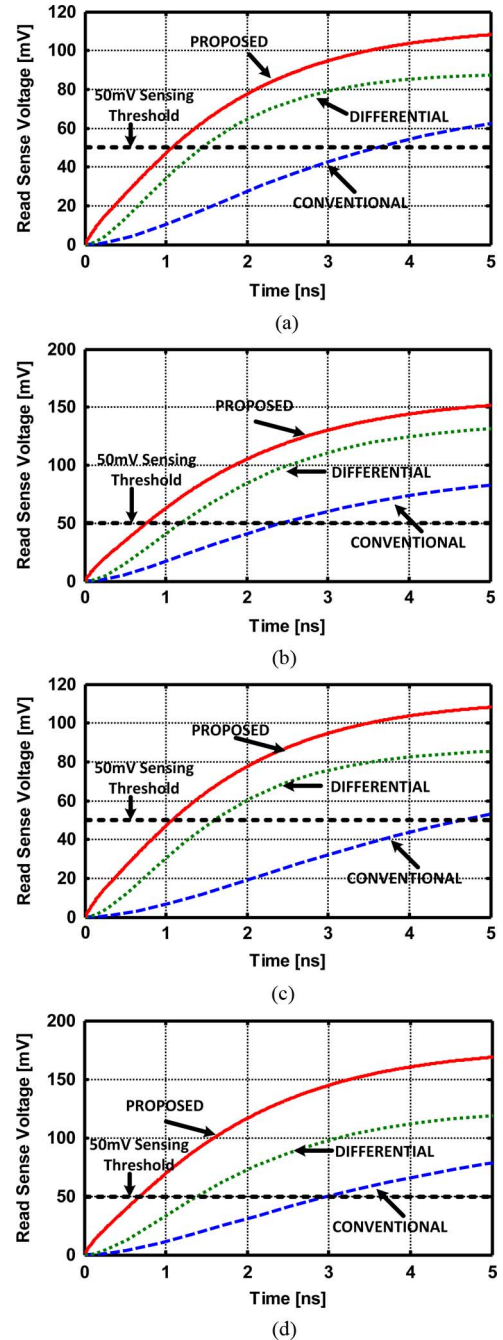 120
100
80
60
40
20
0
Read Sense Voltage [mV]
PROPOSED
50mV Sensing
Threshold
DIFFERENTIAL
CONVENTIONAL
0 1 2 3 4 5
Time [ns]
(a)
200
150
100
50
0
Read Sense Voltage [mV]
PROPOSED
50mV Sensing
Threshold
DIFFERENTIAL
CONVENTIONAL
0 1 2 3 4 5
Time [ns]
(b)
120
100
80
60
40
20
0
Read Sense Voltage [mV]
PROPOSED
50mV Sensing
Threshold
DIFFERENTIAL
CONVENTIONAL
0 1 2 3 4 5
Time [ns]
(c)
200
150
100
50
0
Read Sense Voltage [mV]
PROPOSED
50mV Sensing
Threshold
DIFFERENTIAL
CONVENTIONAL
0 1 2 3 4 5
Time [ns]
(d)